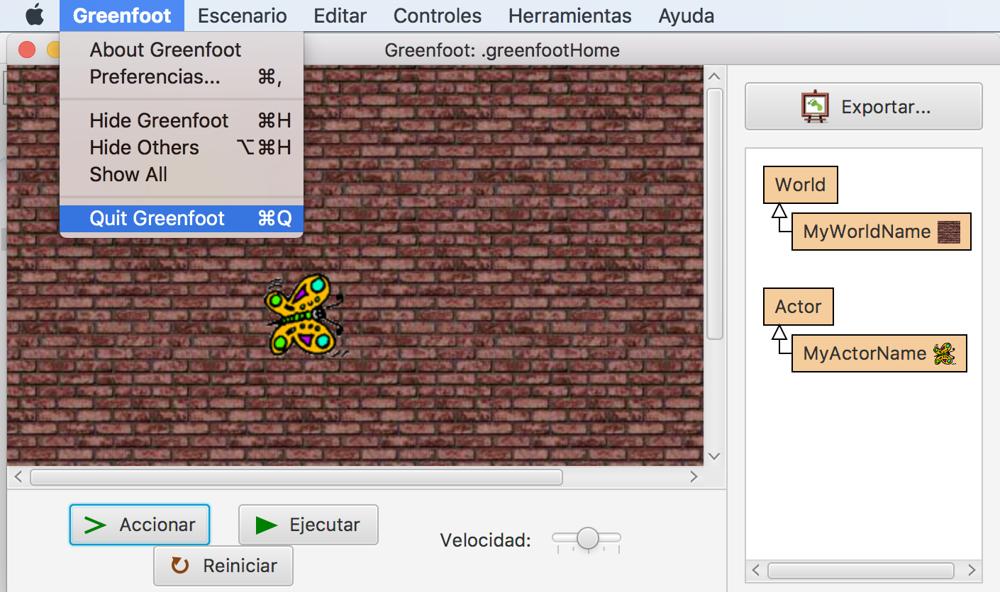 Greenfoot Escenario Editar Controles Herramientas Ayuda
Greenfoot: .greenfootHome
About Greenfoot
Preferencias... ⌘,
Hide Greenfoot ⌘H
Hide Others ⌥⌘H
Show All
Quit Greenfoot ⌘Q
Exportar...
World
MyWorldName
Actor
MyActorName
Accionar
Ejecutar
Reiniciar
Velocidad: